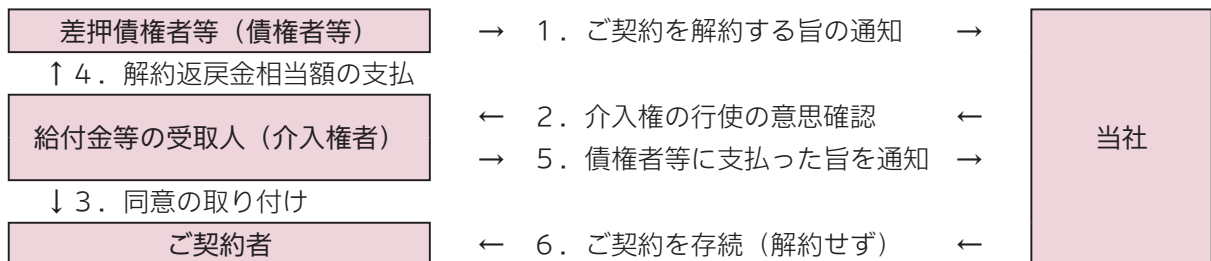 差押債権者等（債権者等） → １．ご契約を解約する旨の通知 →
↑４．解約返戻金相当額の支払
給付金等の受取人（介入権者） ← ２．介入権の行使の意思確認 ← 当社
→ ５．債権者等に支払った旨を通知 →
↓３．同意の取り付け
ご契約者 ← ６．ご契約を存続（解約せず） ←